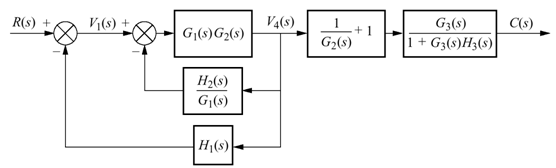 R(s) + V₁(s) + G₁(s)G₂(s) V₄(s) 1/G₂(s) + 1 G₃(s)/1 + G₃(s)H₃(s) C(s)
− −
H₂(s)/G₁(s)
H₁(s)